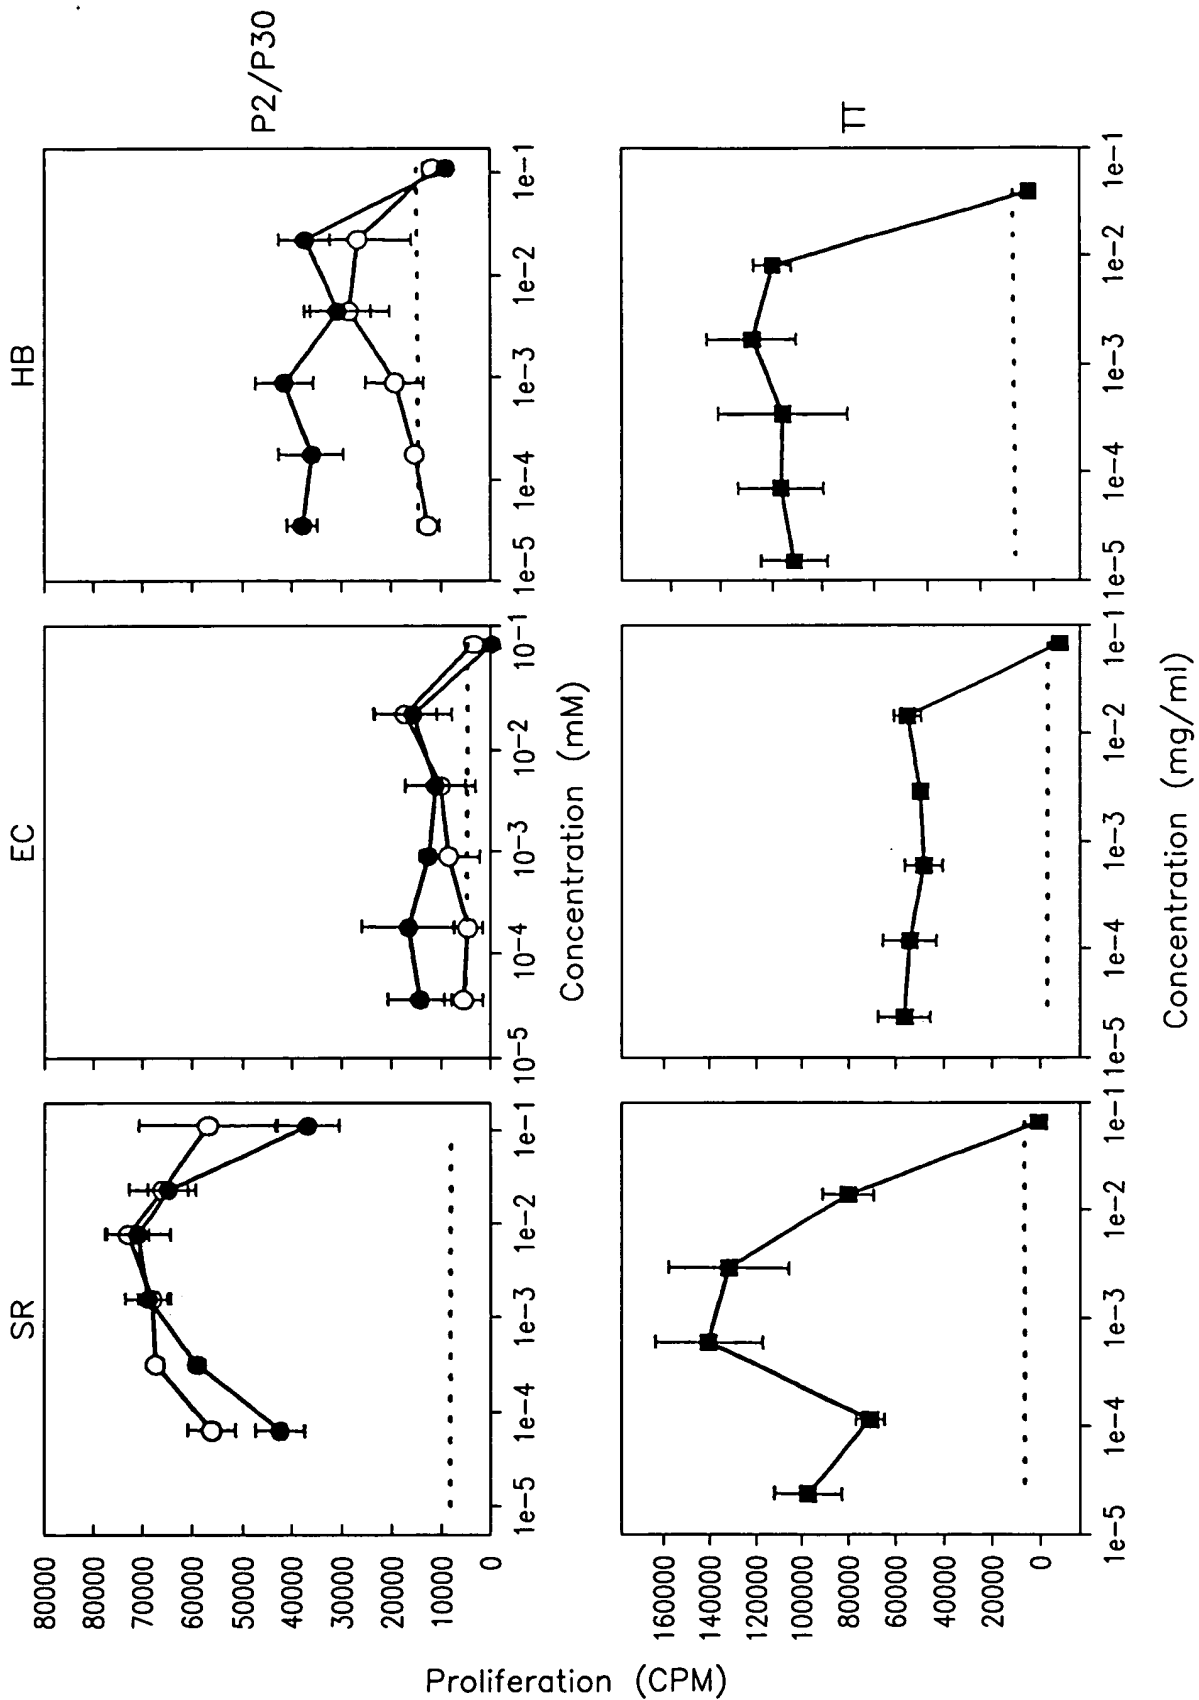 SR
EC
HB
80000
70000
60000
50000
40000
30000
20000
10000
0
1e-5
1e-4
1e-3
1e-2
1e-1
10-5
10-4
10-3
10-2
10-1
1e-5
1e-4
1e-3
1e-2
1e-1
P2/P30
Concentration (mM)
Proliferation (CPM)
160000
140000
120000
100000
80000
60000
40000
20000
0
1e-5
1e-4
1e-3
1e-2
1e-1
1e-5
1e-4
1e-3
1e-2
1e-1
1e-5
1e-4
1e-3
1e-2
1e-1
TT
Concentration (mg/ml)